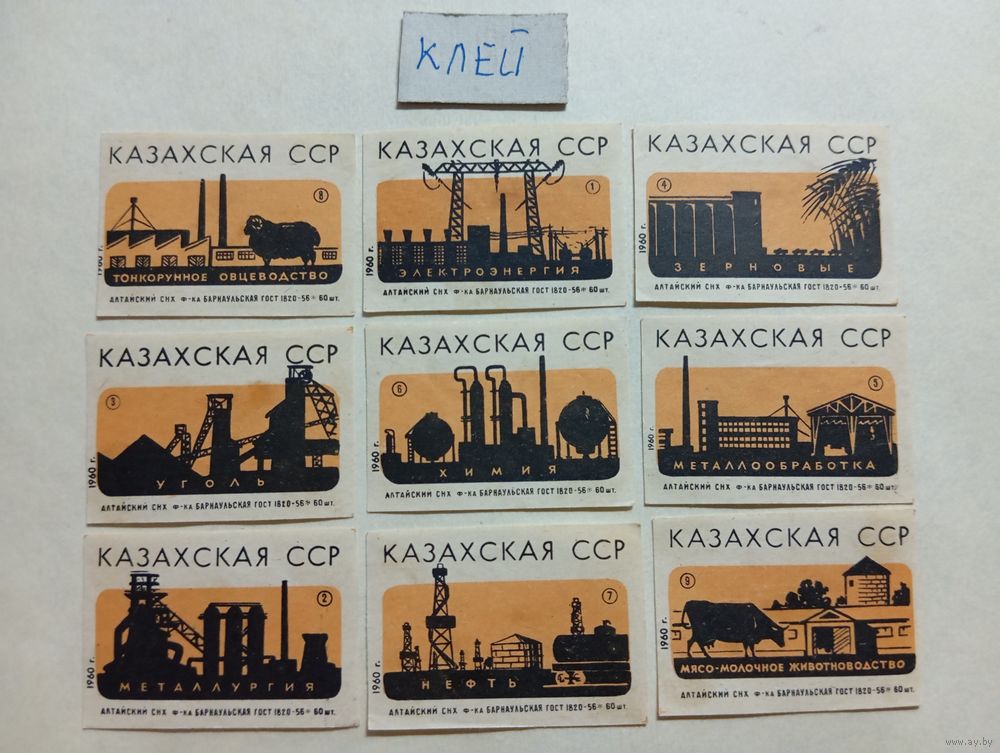 КЛЕЙ
КАЗАХСКАЯ ССР
8
1960 г.
ТОНКОРУННОЕ ОВЦЕВОДСТВО
АЛТАЙСКИЙ СНХ Ф-КА БАРНАУЛЬСКАЯ ГОСТ 1820-56* 60 шт.
КАЗАХСКАЯ ССР
1
1960 г.
ЭЛЕКТРОЭНЕРГИЯ
АЛТАЙСКИЙ СНХ Ф-КА БАРНАУЛЬСКАЯ ГОСТ 1820-56* 60 шт.
КАЗАХСКАЯ ССР
4
1960 г.
ЗЕРНОВЫЕ
АЛТАЙСКИЙ СНХ Ф-КА БАРНАУЛЬСКАЯ ГОСТ 1820-56* 60 шт.
КАЗАХСКАЯ ССР
3
1960 г.
УГОЛЬ
АЛТАЙСКИЙ СНХ Ф-КА БАРНАУЛЬСКАЯ ГОСТ 1820-56* 60 шт.
КАЗАХСКАЯ ССР
6
1960 г.
ХИМИЯ
АЛТАЙСКИЙ СНХ Ф-КА БАРНАУЛЬСКАЯ ГОСТ 1820-56* 60 шт.
КАЗАХСКАЯ ССР
5
1960 г.
МЕТАЛЛООБРАБОТКА
АЛТАЙСКИЙ СНХ Ф-КА БАРНАУЛЬСКАЯ ГОСТ 1820-56* 60 шт.
КАЗАХСКАЯ ССР
2
1960 г.
МЕТАЛЛУРГИЯ
АЛТАЙСКИЙ СНХ Ф-КА БАРНАУЛЬСКАЯ ГОСТ 1820-56* 60 шт.
КАЗАХСКАЯ ССР
7
1960 г.
НЕФТЬ
АЛТАЙСКИЙ СНХ Ф-КА БАРНАУЛЬСКАЯ ГОСТ 1820-56* 60 шт.
КАЗАХСКАЯ ССР
9
1960 г.
МЯСО-МОЛОЧНОЕ ЖИВОТНОВОДСТВО
АЛТАЙСКИЙ СНХ Ф-КА БАРНАУЛЬСКАЯ ГОСТ 1820-56* 60 шт.
www.ay.by